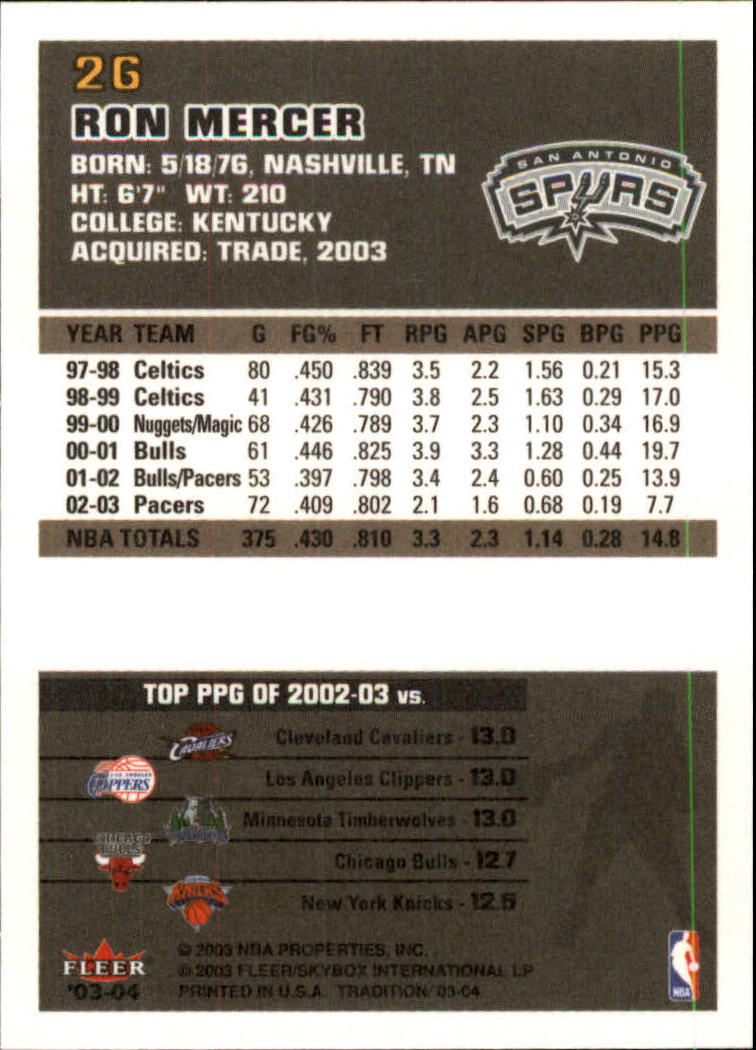 26
RON MERCER
BORN: 5/18/76, NASHVILLE, TN
HT: 6'7" WT: 210
COLLEGE: KENTUCKY
ACQUIRED: TRADE, 2003
SAN ANTONIO
SPURS
YEAR TEAM G FG% FT RPG APG SPG BPG PPG
97-98 Celtics 80 .450 .839 3.5 2.2 1.56 0.21 15.3
98-99 Celtics 41 .431 .790 3.8 2.5 1.63 0.29 17.0
99-00 Nuggets/Magic 68 .426 .789 3.7 2.3 1.10 0.34 16.9
00-01 Bulls 61 .446 .825 3.9 3.3 1.28 0.44 19.7
01-02 Bulls/Pacers 53 .397 .798 3.4 2.4 0.60 0.25 13.9
02-03 Pacers 72 .409 .802 2.1 1.6 0.68 0.19 7.7
NBA TOTALS 375 .430 .810 3.3 2.3 1.14 0.28 14.8
TOP PPG OF 2002-03 vs.
CAVALIERS Cleveland Cavaliers - 13.0
LOS ANGELES CLIPPERS Los Angeles Clippers - 13.0
Minnesota Timberwolves - 13.0
CHICAGO BULLS Chicago Bulls - 12.7
KNICKS New York Knicks - 12.6
FLEER
'03-04
© 2003 NBA PROPERTIES, INC.
© 2003 FLEER/SKYBOX INTERNATIONAL LP
PRINTED IN U.S.A. TRADITION '03-04
NBA